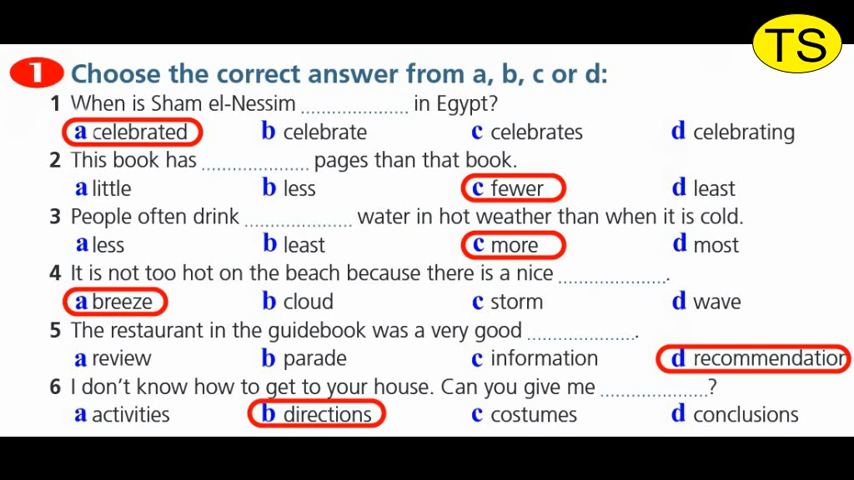 TS
1 Choose the correct answer from a, b, c or d:
1 When is Sham el-Nessim .................... in Egypt?
a celebrated b celebrate c celebrates d celebrating
2 This book has .................... pages than that book.
a little b less c fewer d least
3 People often drink .................... water in hot weather than when it is cold.
a less b least c more d most
4 It is not too hot on the beach because there is a nice .................... .
a breeze b cloud c storm d wave
5 The restaurant in the guidebook was a very good .................... .
a review b parade c information d recommendation
6 I don't know how to get to your house. Can you give me .................... ?
a activities b directions c costumes d conclusions